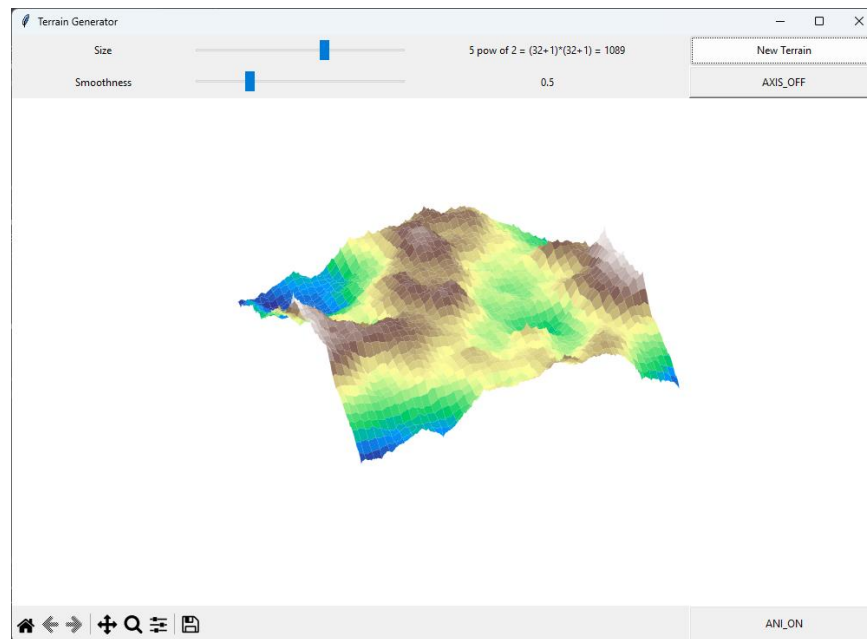 Terrain Generator
Size 5 pow of 2 = (32+1)*(32+1) = 1089 New Terrain
Smoothness 0.5 AXIS_OFF
ANI_ON